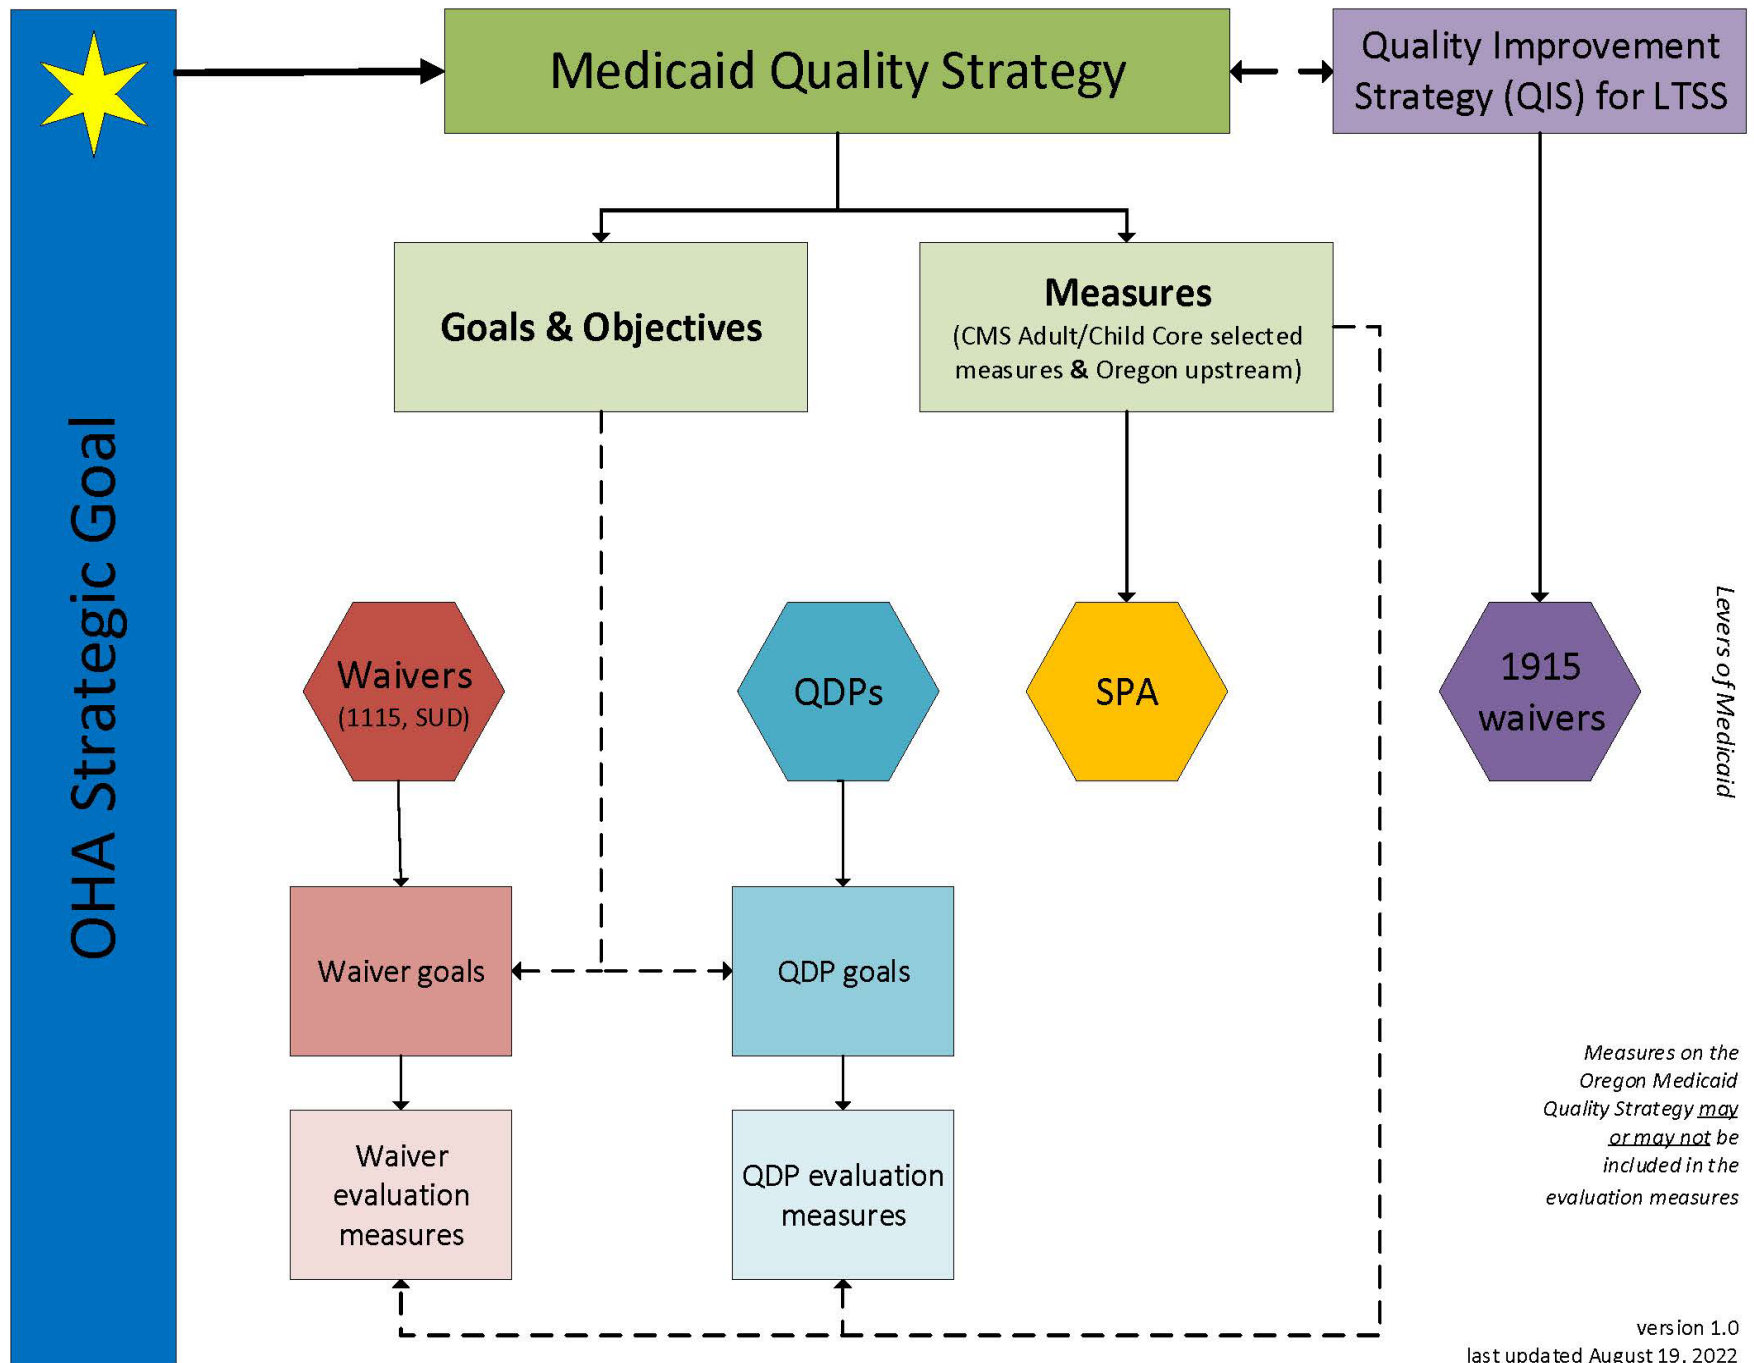 OHA Strategic Goal
Medicaid Quality Strategy
Quality Improvement
Strategy (QIS) for LTSS
Goals & Objectives
Measures
(CMS Adult/Child Core selected
measures & Oregon upstream)
Waivers
(1115, SUD)
QDPs
SPA
1915
waivers
Levers of Medicaid
Waiver goals
QDP goals
Waiver
evaluation
measures
QDP evaluation
measures
Measures on the
Oregon Medicaid
Quality Strategy may
or may not be
included in the
evaluation measures
version 1.0
last updated August 19, 2022